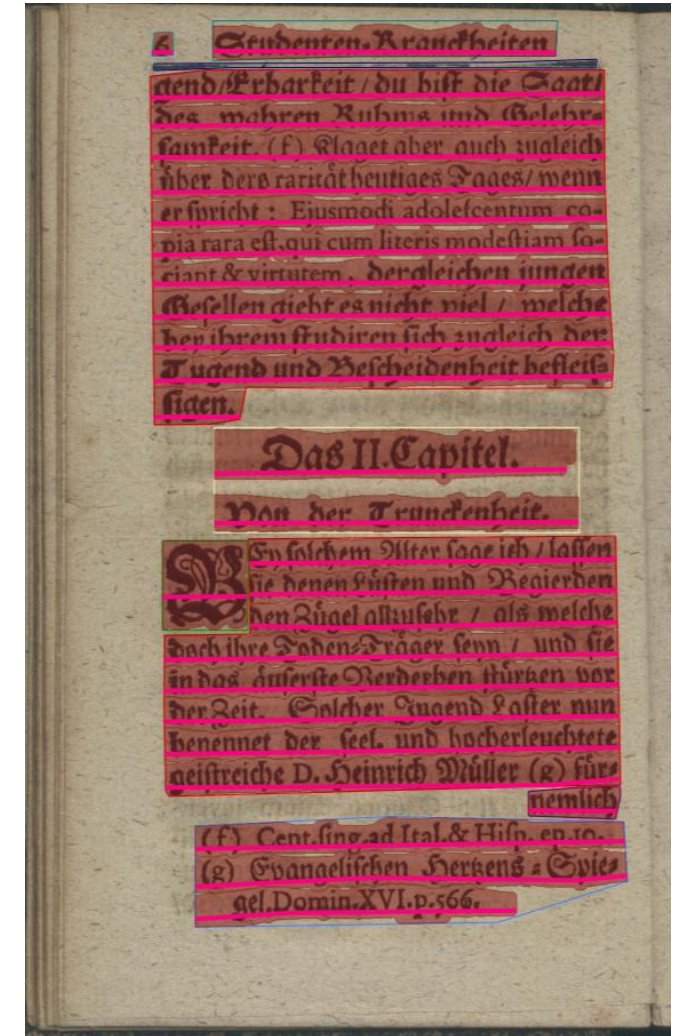 6 Studenten-Kranckheiten
gend/Erbarkeit / du bist die Saat/
des wahren Ruhms und Gelehr-
samkeit. (f) Klaget aber auch zugleich
über dero raritåt heutiges Tages/ wenn
er spricht : Ejusmodi adolescentum co-
pia rara est, qui cum literis modestiam so-
ciant & virtutem . dergleichen jungen
Gesellen giebt es nicht viel / welche
bey ihrem studiren sich zugleich der
Tugend und Bescheidenheit befleis-
sigen.
Das II. Capitel.
Von der Trunckenheit.
BEy solchem Alter sage ich / lassen
sie denen Lüsten und Begierden
den Zügel allzusehr / als welche
doch ihre Toden-Träger seyn / und sie
in das äuserste Verderben stürtzen vor
der Zeit. Solcher Jugend Laster nun
benennet der seel. und hocherleuchtete
geistreiche D. Heinrich Müller (g) für-
nemlich
(f) Cent. sing. ad Ital. & Hisp. ep. 10.
(g) Evangelischen Hertzens = Spie-
gel. Domin. XVI. p. 566.